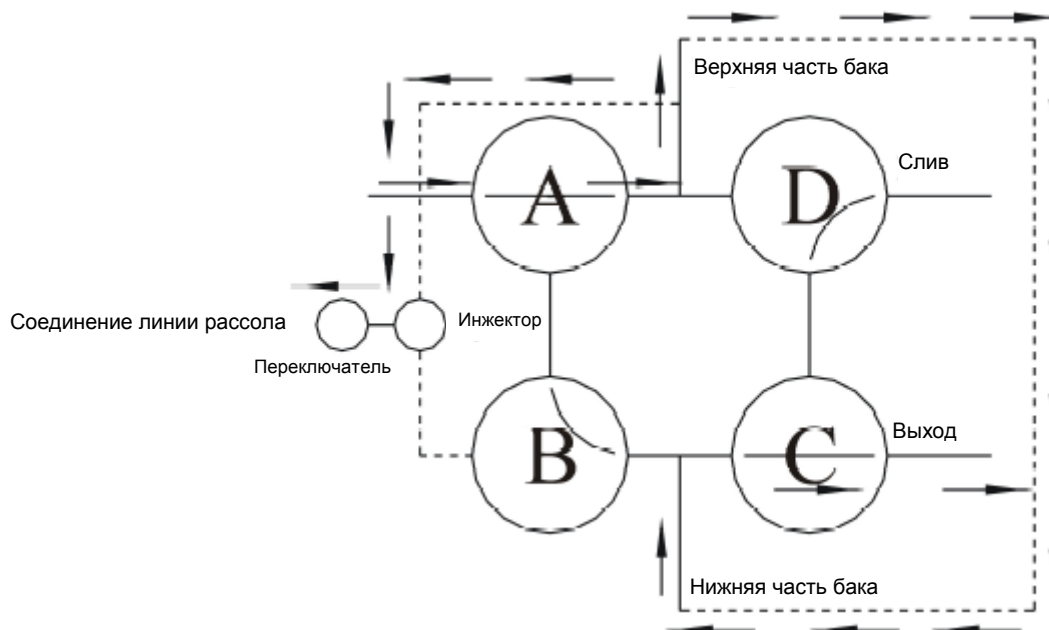 Верхняя часть бака
A
D
Слив
Соединение линии рассола
Инжектор
Переключатель
B
C
Выход
Нижняя часть бака